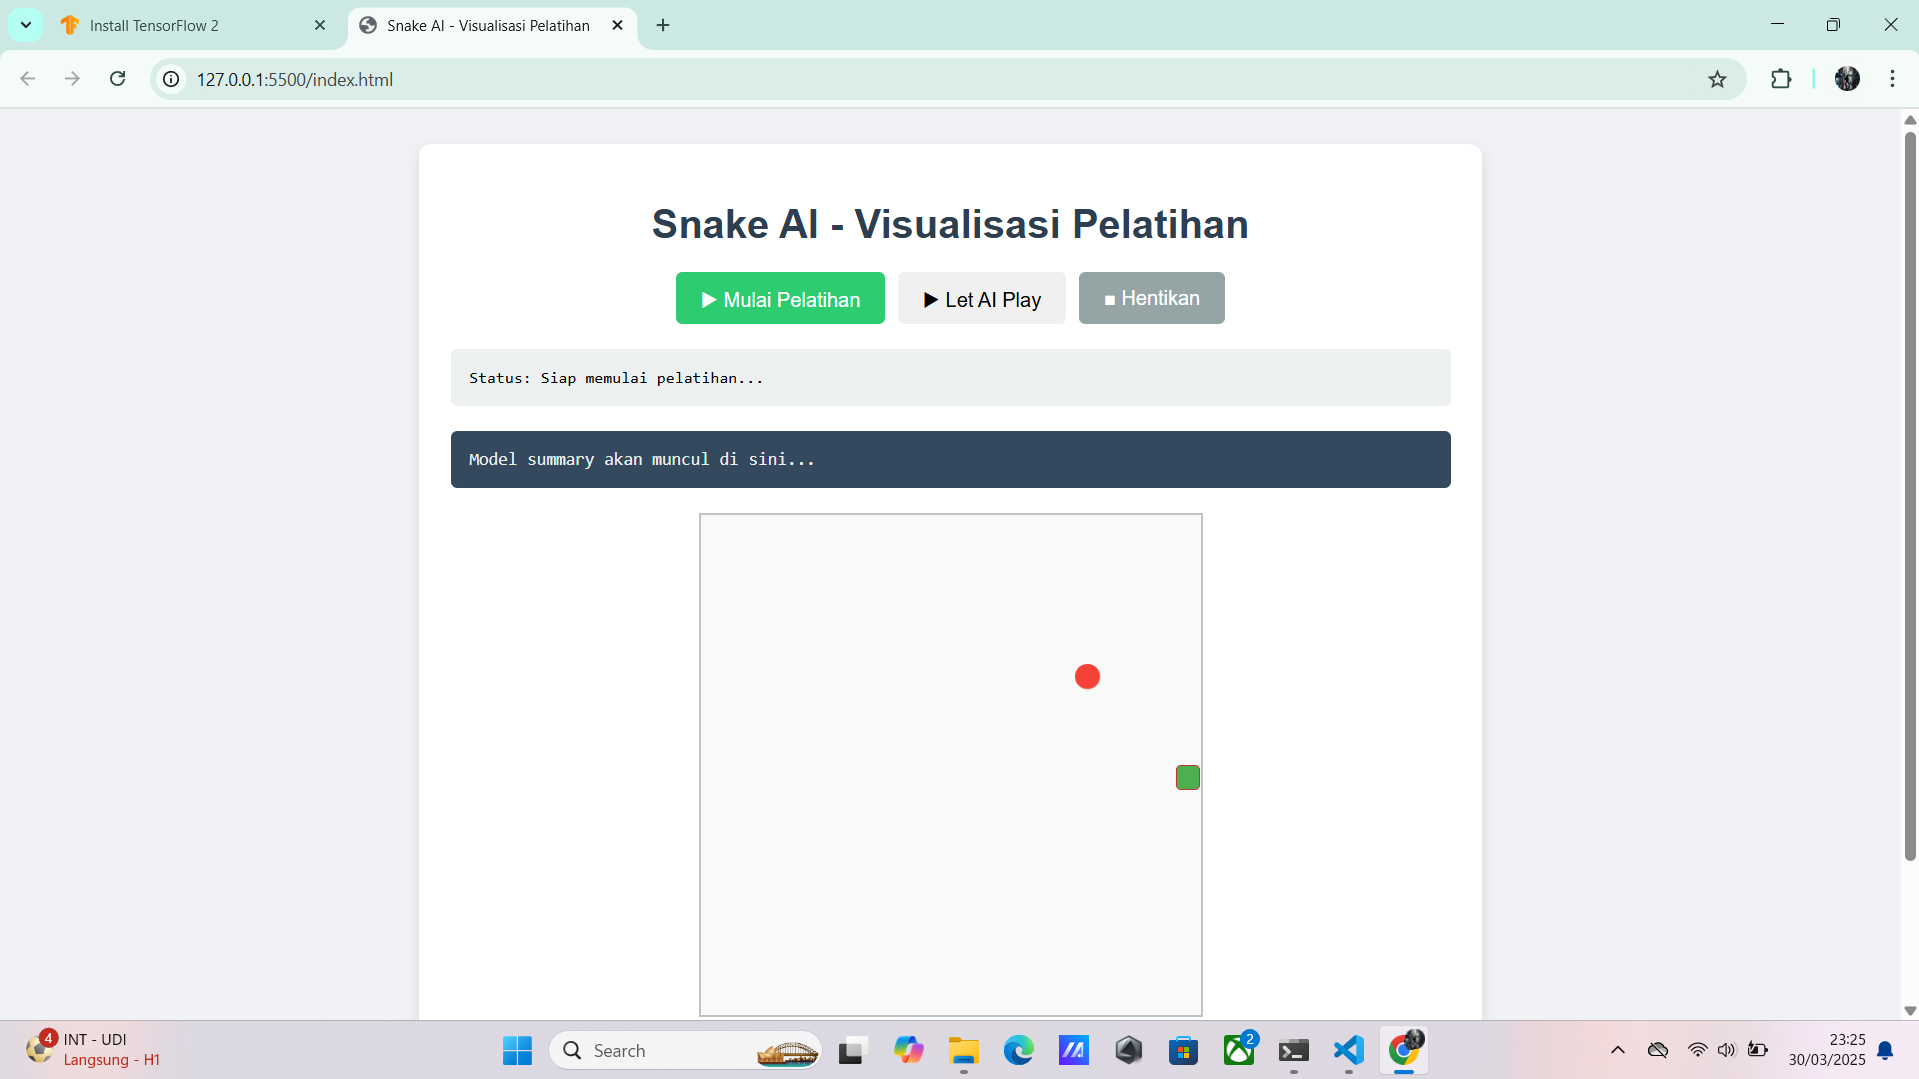 Install TensorFlow 2
Snake AI - Visualisasi Pelatihan
127.0.0.1:5500/index.html
Snake AI - Visualisasi Pelatihan
▶ Mulai Pelatihan
▶ Let AI Play
■ Hentikan
Status: Siap memulai pelatihan...
Model summary akan muncul di sini...
4
INT - UDI
Langsung - H1
Search
2
23:25
30/03/2025